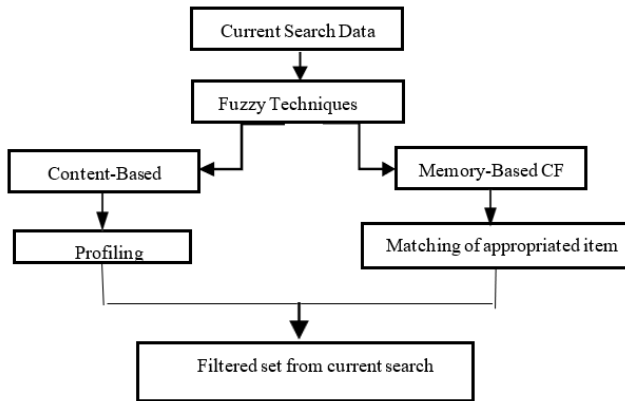 Current Search Data
Fuzzy Techniques
Content-Based
Memory-Based CF
Profiling
Matching of appropriated item
Filtered set from current search